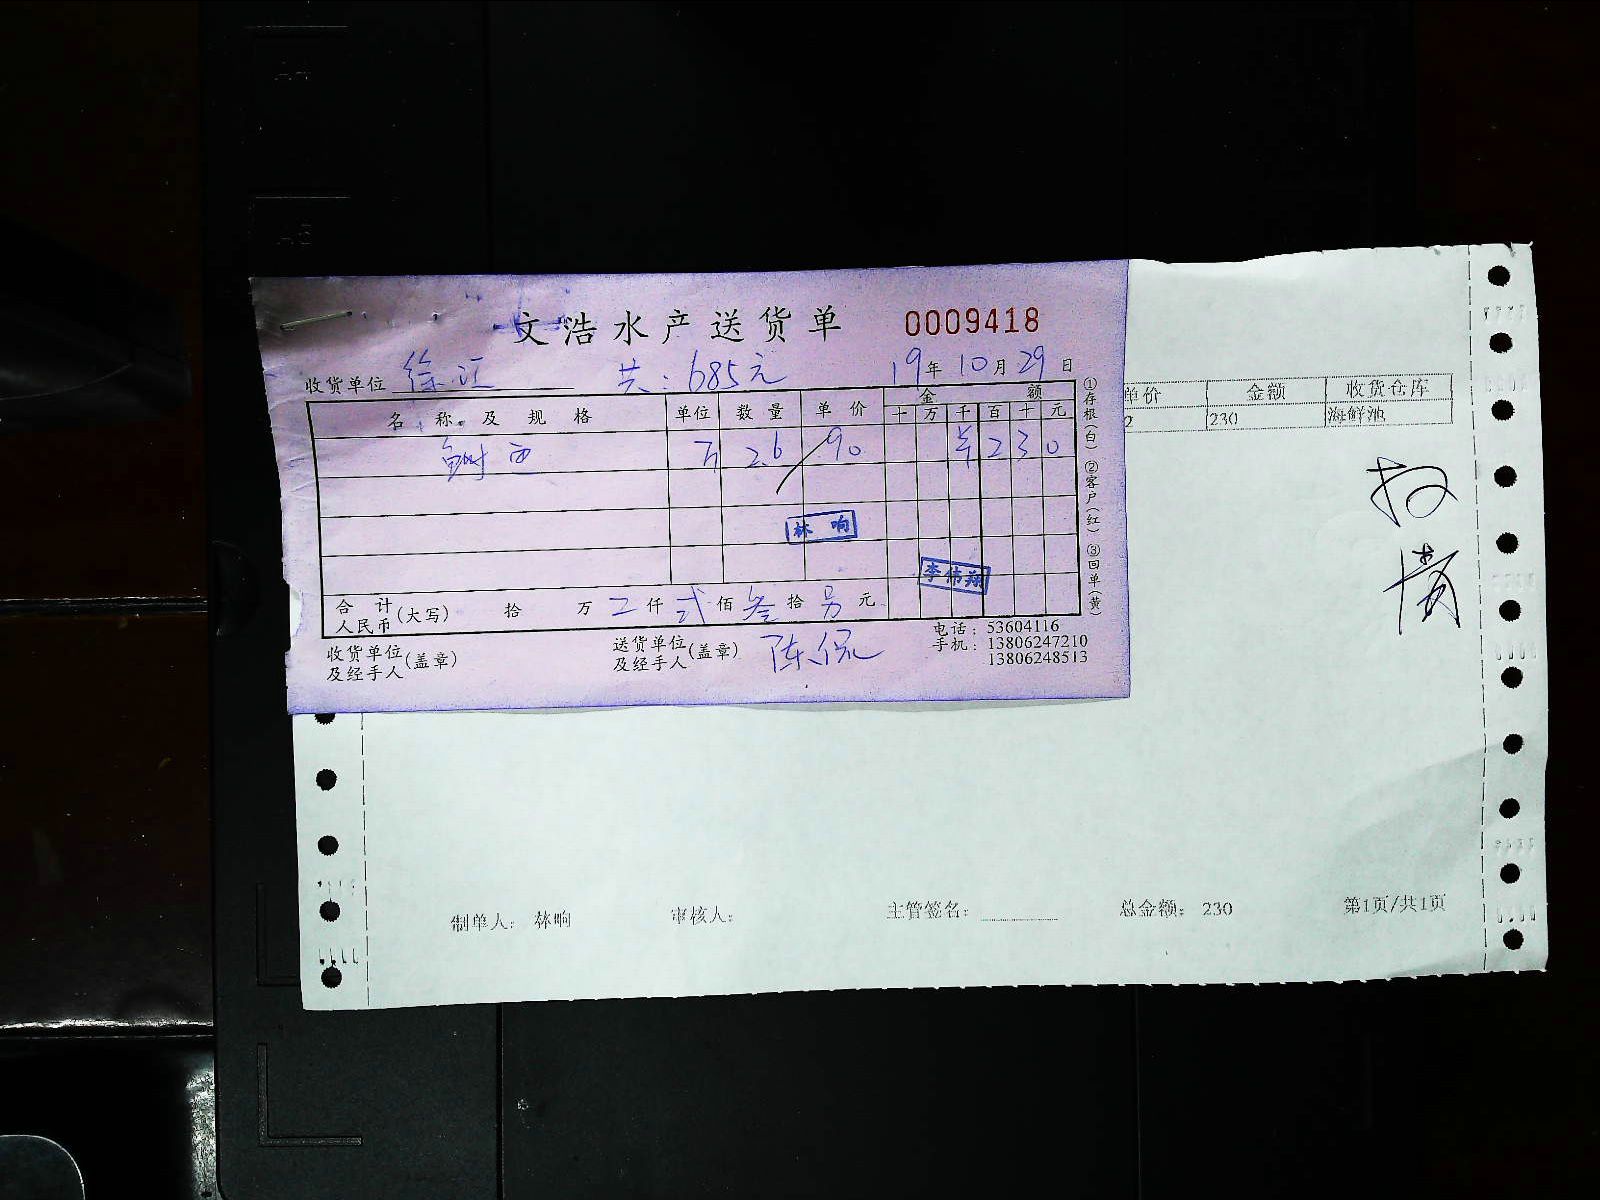 文浩水产送货单 0009418
收货单位 徐江 共:685元 19年10月29日
名称及规格 单位 数量 单价 金额
十 万 千 百 十 元
2.6 90 2 3 0
林响
李伟翔
合计人民币(大写) 拾 万 仟 贰佰 叁拾 另元
收货单位及经手人(盖章) 送货单位及经手人(盖章) 陈侃
电话:53604116
手机:13806247210
13806248513
①存根(白) ②客户(红) ③回单(黄)
单价 金额 收货仓库
2 230 海鲜池
制单人: 林响 审核人: 主管签名: 总金额: 230 第1页/共1页